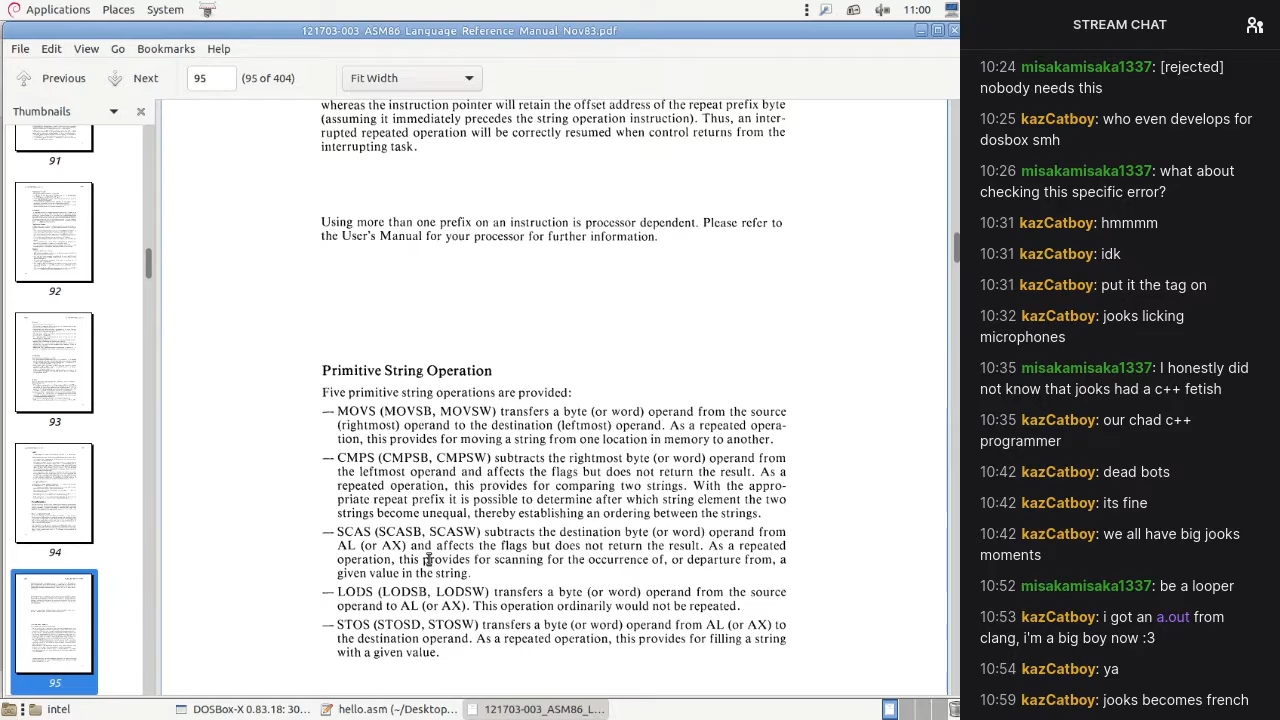 Applications Places System 11:00
121703-003_ASM86_Language_Reference_Manual_Nov83.pdf
File Edit View Go Bookmarks Help
Previous Next 95 (95 of 404) Fit Width
Thumbnails
91
92
93
94
95
whereas the instruction pointer will retain the offset address of the repeat prefix byte
(assuming it immediately precedes the string operation instruction). Thus, an inter-
rupted repeated operation will be correctly resumed when control returns from the
interrupting task.
Using more than one prefix on an instruction is processor dependent. Please refer to
the User's Manual for your processor for further information.
Primitive String Operation
Five primitive string operations are provided:
— MOVS (MOVSB, MOVSW) transfers a byte (or word) operand from the source
(rightmost) operand to the destination (leftmost) operand. As a repeated opera-
tion, this provides for moving a string from one location in memory to another.
— CMPS (CMPSB, CMPSW) subtracts the rightmost byte (or word) operand from
the leftmost operand and affects the flags but does not return the result. As a
repeated operation, this provides for comparing two strings. With the appro-
priate repeat prefix it is possible to determine after which string element the two
strings become unequal, thereby establishing an ordering between the strings.
— SCAS (SCASB, SCASW) subtracts the destination byte (or word) operand from
AL (or AX) and affects the flags but does not return the result. As a repeated
operation, this provides for scanning for the occurrence of, or departure from, a
given value in the string.
— LODS (LODSB, LODSW) transfers a byte (or word) operand from the source
operand to AL (or AX). This operation ordinarily would not be repeated.
— STOS (STOSD, STOSW) transfers a byte (or word) operand from AL (or AX) to
the destination operand. As a repeated operation, this provides for filling a string
with a given value.
intel DOSBox-X 18: 30... hexnum (~/Desktop... 121703-003_ASM86_L...
STREAM CHAT
10:24 misakamisaka1337: [rejected]
nobody needs this
10:25 kazCatboy: who even develops for
dosbox smh
10:26 misakamisaka1337: what about
checking this specific error?
10:31 kazCatboy: hmmmm
10:31 kazCatboy: idk
10:31 kazCatboy: put it the tag on
10:32 kazCatboy: jooks licking
microphones
10:35 misakamisaka1337: I honestly did
not know that jooks had a c++ fetish
10:35 kazCatboy: our chad c++
programmer
10:42 kazCatboy: dead bots?
10:42 kazCatboy: its fine
10:42 kazCatboy: we all have big jooks
moments
10:52 misakamisaka1337: best looper
10:53 kazCatboy: I got an a.out from
clang, i'm a big boy now :3
10:54 kazCatboy: ya
10:59 kazCatboy: jooks becomes french